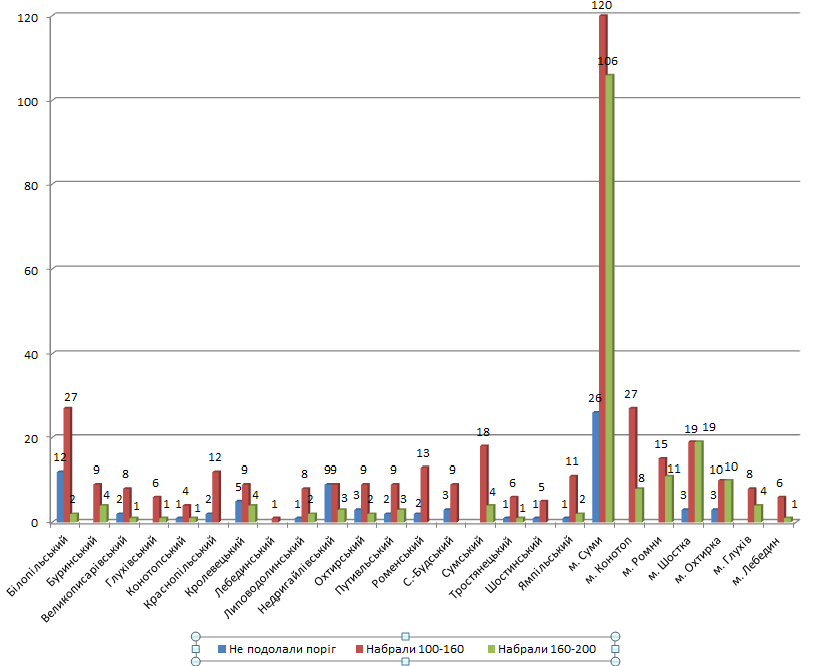 120
100
80
60
40
20
0
12 27 2
9 4
2 8 1
6 1
1 4 1
2 12
5 9 4
1
1 8 2
9 9 3
3 9 2
2 9 3
2 13
3 9
18 4
1 6 1
1 5
1 11 2
26 120 106
27 8
15 11
3 19 19
3 10 10
8 4
6 1
Білопільський
Буринський
Великописарівський
Глухівський
Конотопський
Краснопільський
Кролевецький
Лебединський
Липоводолинський
Недригайлівський
Охтирський
Путивльський
Роменський
С.-Будський
Сумський
Тростянецький
Шостинський
Ямпільський
м. Суми
м. Конотоп
м. Ромни
м. Шостка
м. Охтирка
м. Глухів
м. Лебедин
Не подолали поріг Набрали 100-160 Набрали 160-200